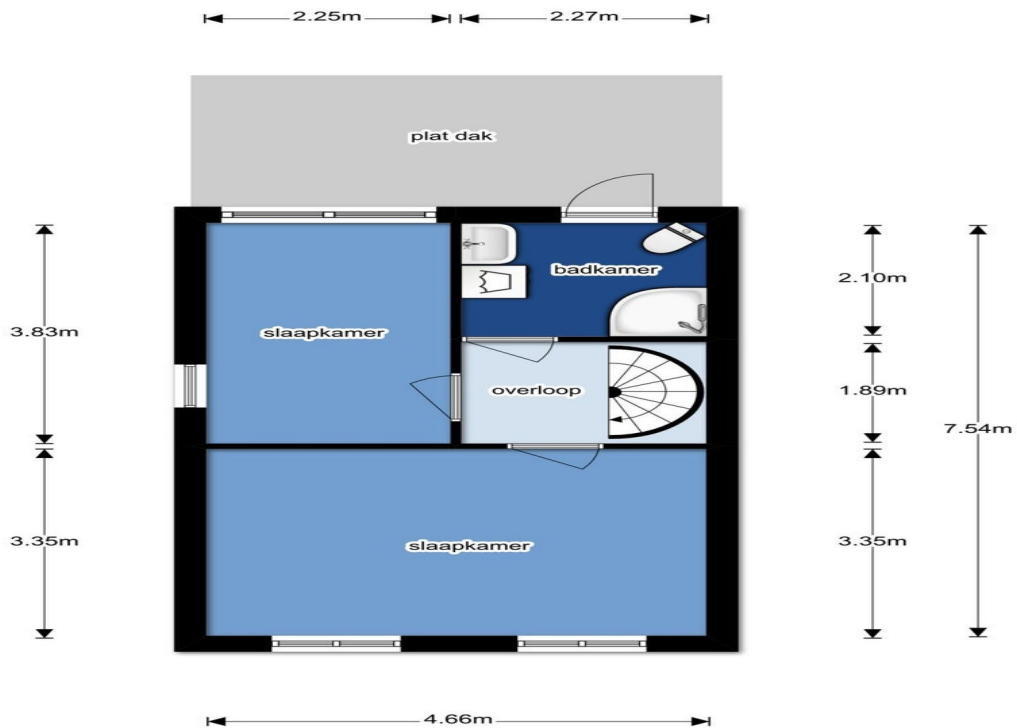 2.25m
2.27m
plat dak
badkamer
2.10m
3.83m
slaapkamer
overloop
1.89m
7.54m
3.35m
slaapkamer
3.35m
4.66m